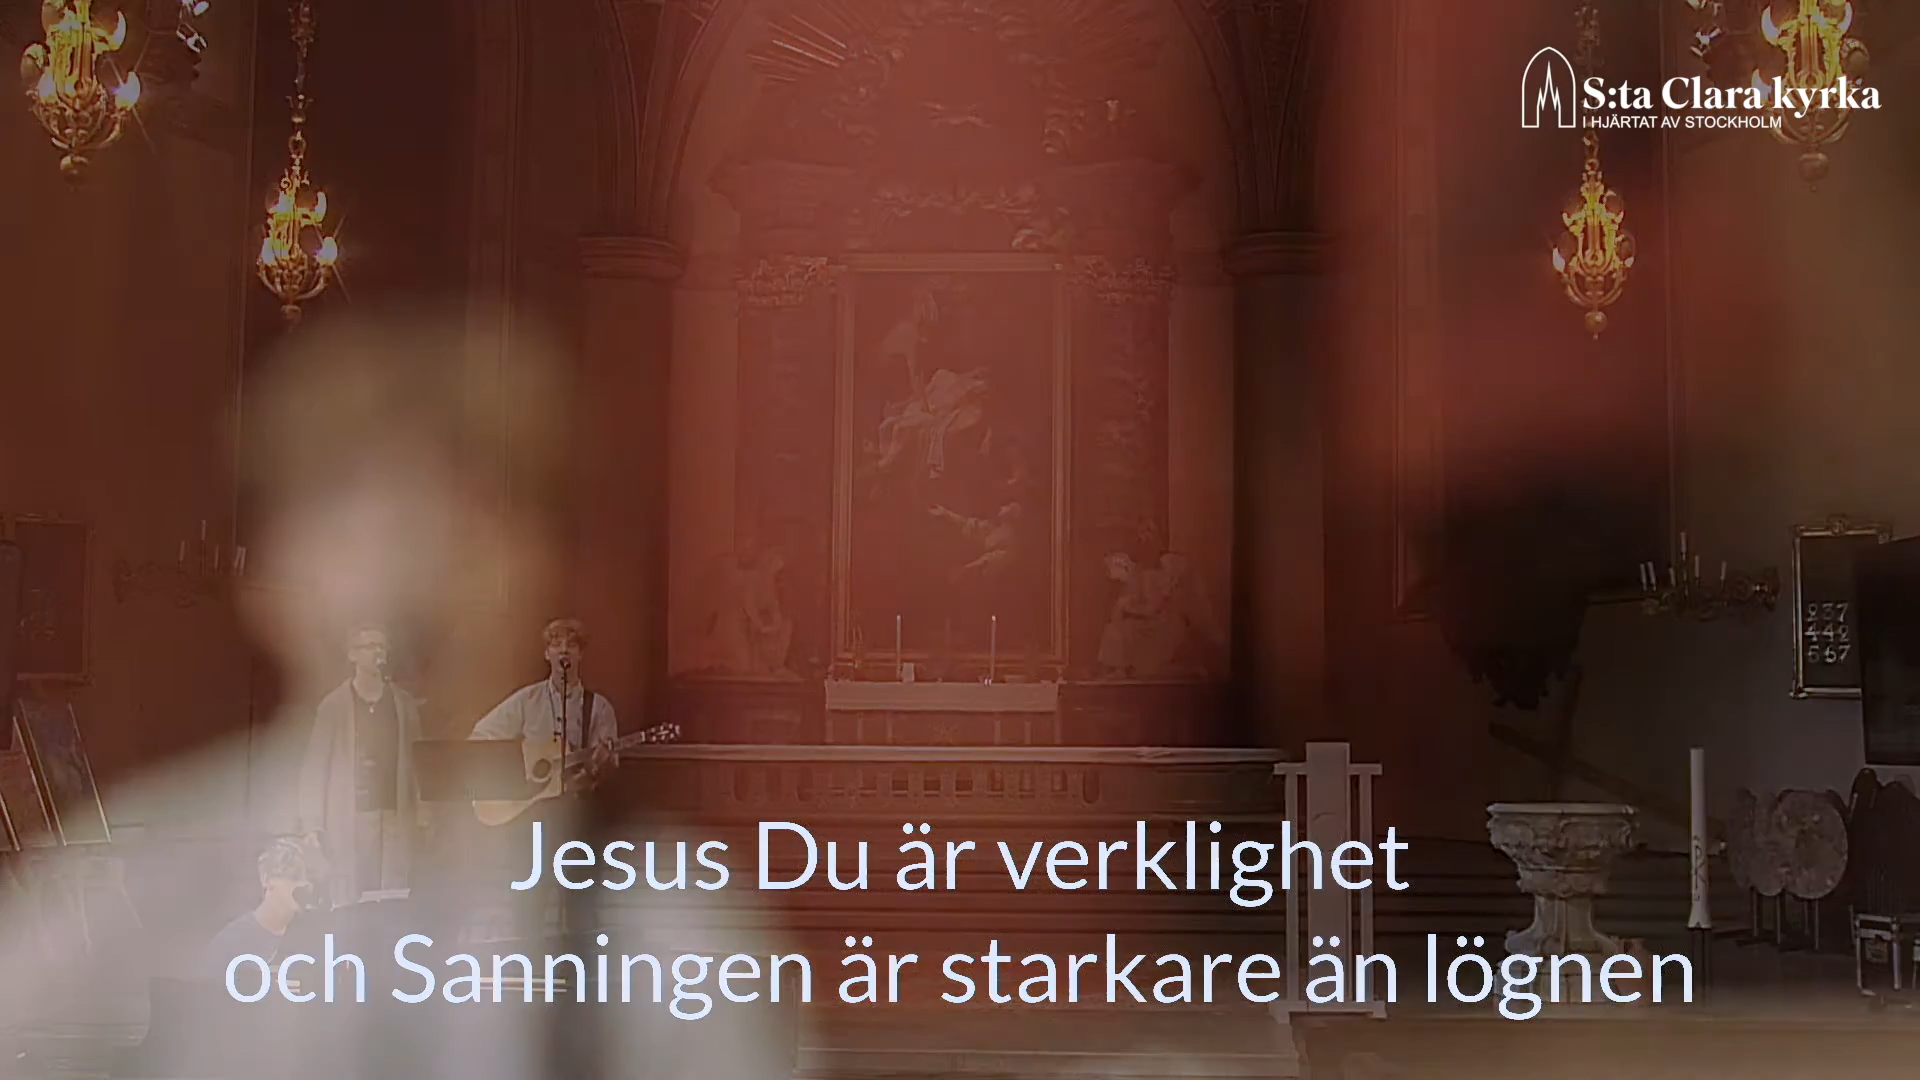 S:ta Clara kyrka
I HJÄRTAT AV STOCKHOLM
237
442
567
Jesus Du är verklighet
och Sanningen är starkare än lögnen